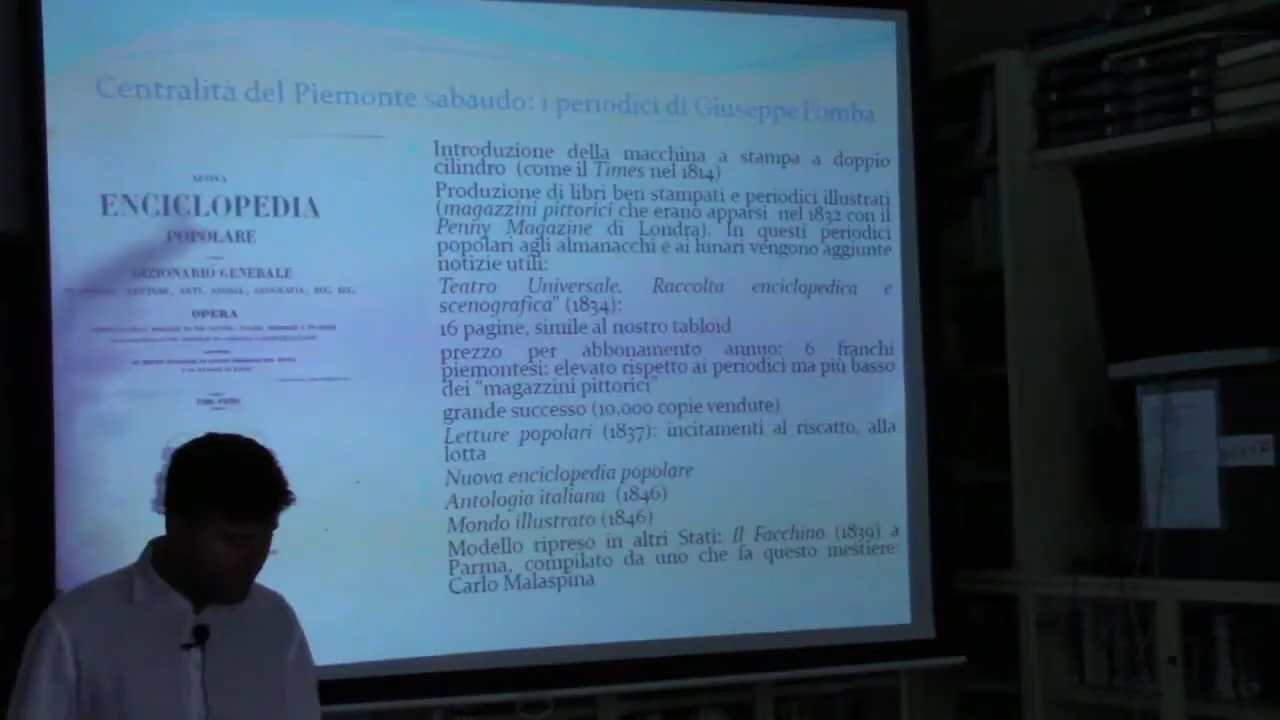 Centralità del Piemonte sabaudo: i periodici di Giuseppe Pomba
NUOVA
ENCICLOPEDIA
POPOLARE
DIZIONARIO GENERALE
LETTERE, ARTI, STORIA, GEOGRAFIA, ECC. ECC.
OPERA
Introduzione della macchina a stampa a doppio
cilindro (come il Times nel 1814)
Produzione di libri ben stampati e periodici illustrati
(magazzini pittorici che erano apparsi nel 1832 con il
Penny Magazine di Londra). In questi periodici
popolari agli almanacchi e ai lunari vengono aggiunte
notizie utili:
Teatro Universale. Raccolta enciclopedica e
scenografica" (1834):
16 pagine, simile al nostro tabloid
prezzo per abbonamento annuo: 6 franchi
piemontesi: elevato rispetto ai periodici ma più basso
dei "magazzini pittorici"
grande successo (10.000 copie vendute)
Letture popolari (1837): incitamenti al riscatto, alla
lotta
Nuova enciclopedia popolare
Antologia italiana (1846)
Mondo illustrato (1846)
Modello ripreso in altri Stati: Il Facchino (1839) a
Parma, compilato da uno che fa questo mestiere:
Carlo Malaspina